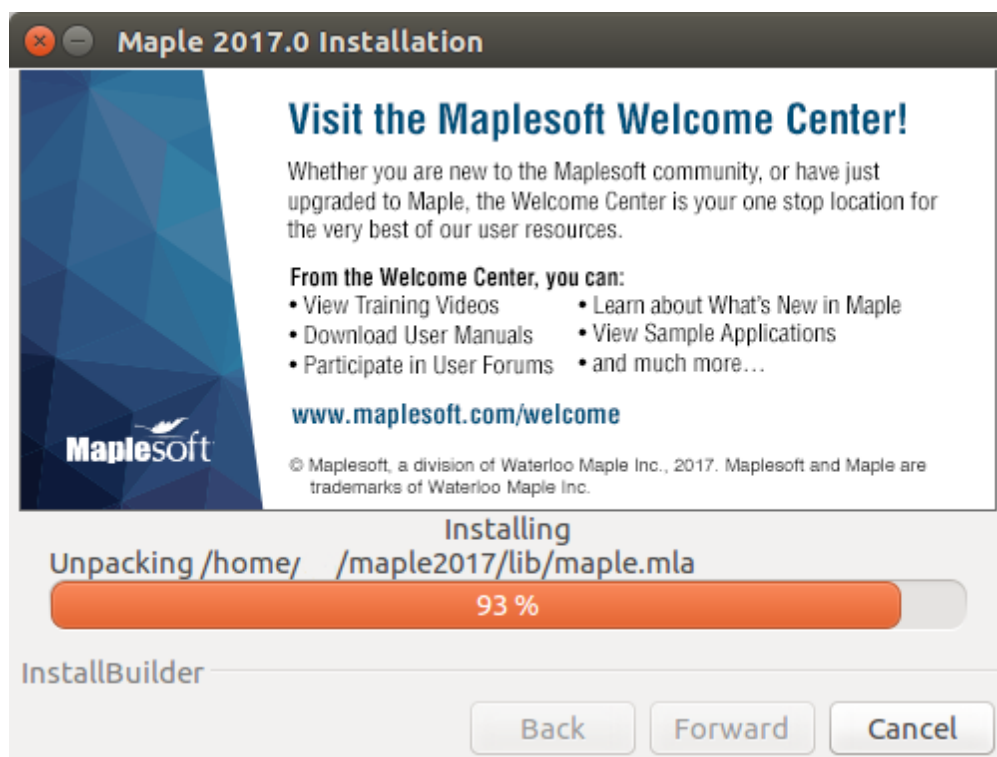 Maple 2017.0 Installation
Visit the Maplesoft Welcome Center!
Whether you are new to the Maplesoft community, or have just
upgraded to Maple, the Welcome Center is your one stop location for
the very best of our user resources.
From the Welcome Center, you can:
• View Training Videos
• Download User Manuals
• Participate in User Forums
• Learn about What's New in Maple
• View Sample Applications
• and much more…
www.maplesoft.com/welcome
Maplesoft
© Maplesoft, a division of Waterloo Maple Inc., 2017. Maplesoft and Maple are
trademarks of Waterloo Maple Inc.
Installing
Unpacking /home/ /maple2017/lib/maple.mla
93 %
InstallBuilder
Back Forward Cancel